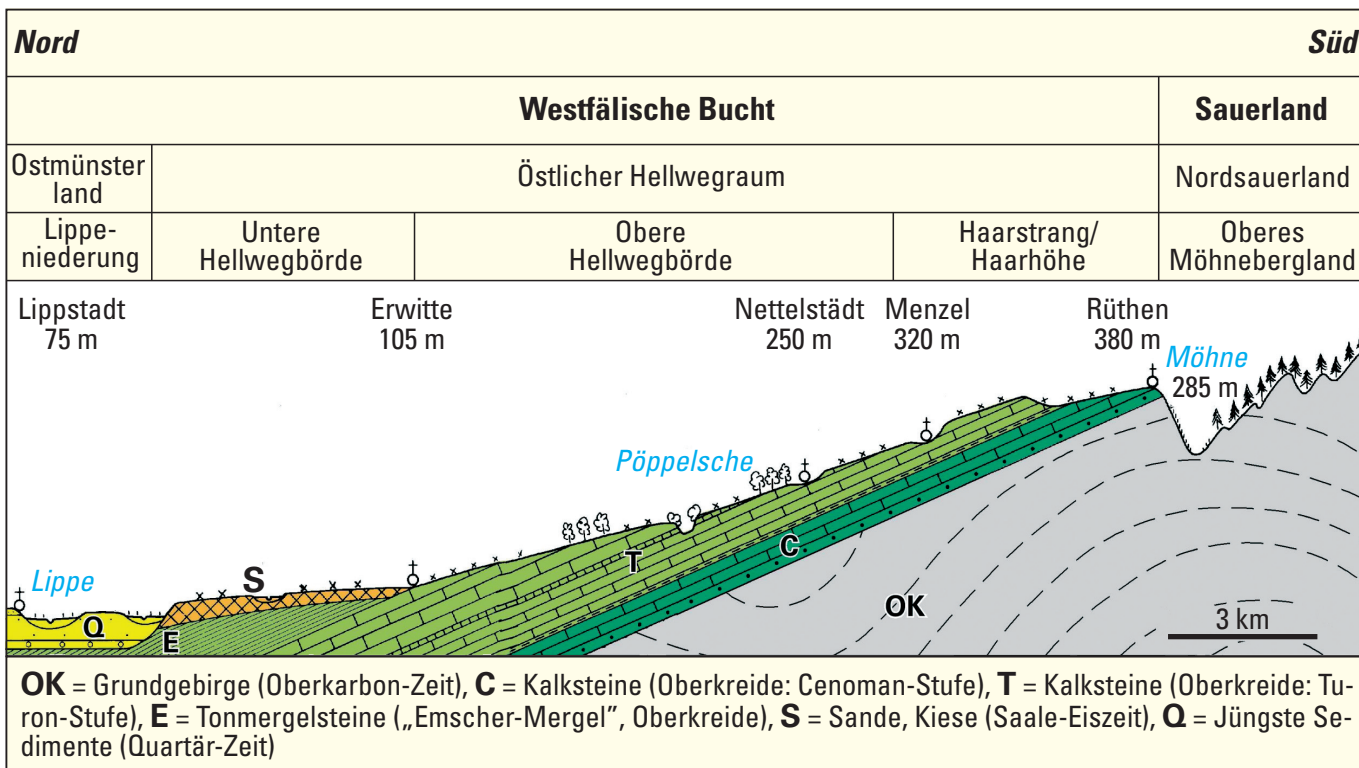 Nord Süd
Westfälische Bucht Sauerland
Ostmünster
land
Östlicher Hellwegraum
Nordsauerland
Lippe-
niederung
Untere
Hellwegbörde
Obere
Hellwegbörde
Haarstrang/
Haarhöhe
Oberes
Möhnebergland
Lippstadt
75 m
Erwitte
105 m
Nettelstädt
250 m
Menzel
320 m
Rüthen
380 m
Möhne
285 m
Pöppelsche
Lippe
S
T
C
Q
E
OK
3 km
OK = Grundgebirge (Oberkarbon-Zeit), C = Kalksteine (Oberkreide: Cenoman-Stufe), T = Kalksteine (Oberkreide: Tu-
ron-Stufe), E = Tonmergelsteine („Emscher-Mergel”, Oberkreide), S = Sande, Kiese (Saale-Eiszeit), Q = Jüngste Se-
dimente (Quartär-Zeit)